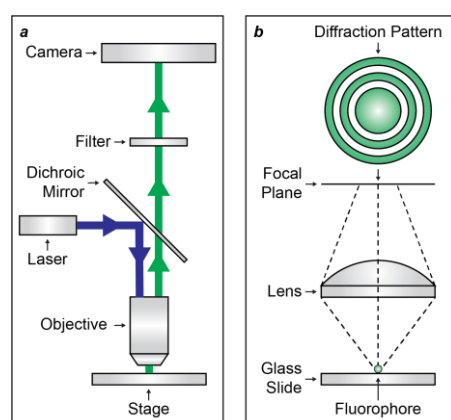 a
Camera
Filter
Dichroic
Mirror
Laser
Objective
Stage
b
Diffraction Pattern
Focal
Plane
Lens
Glass
Slide
Fluorophore